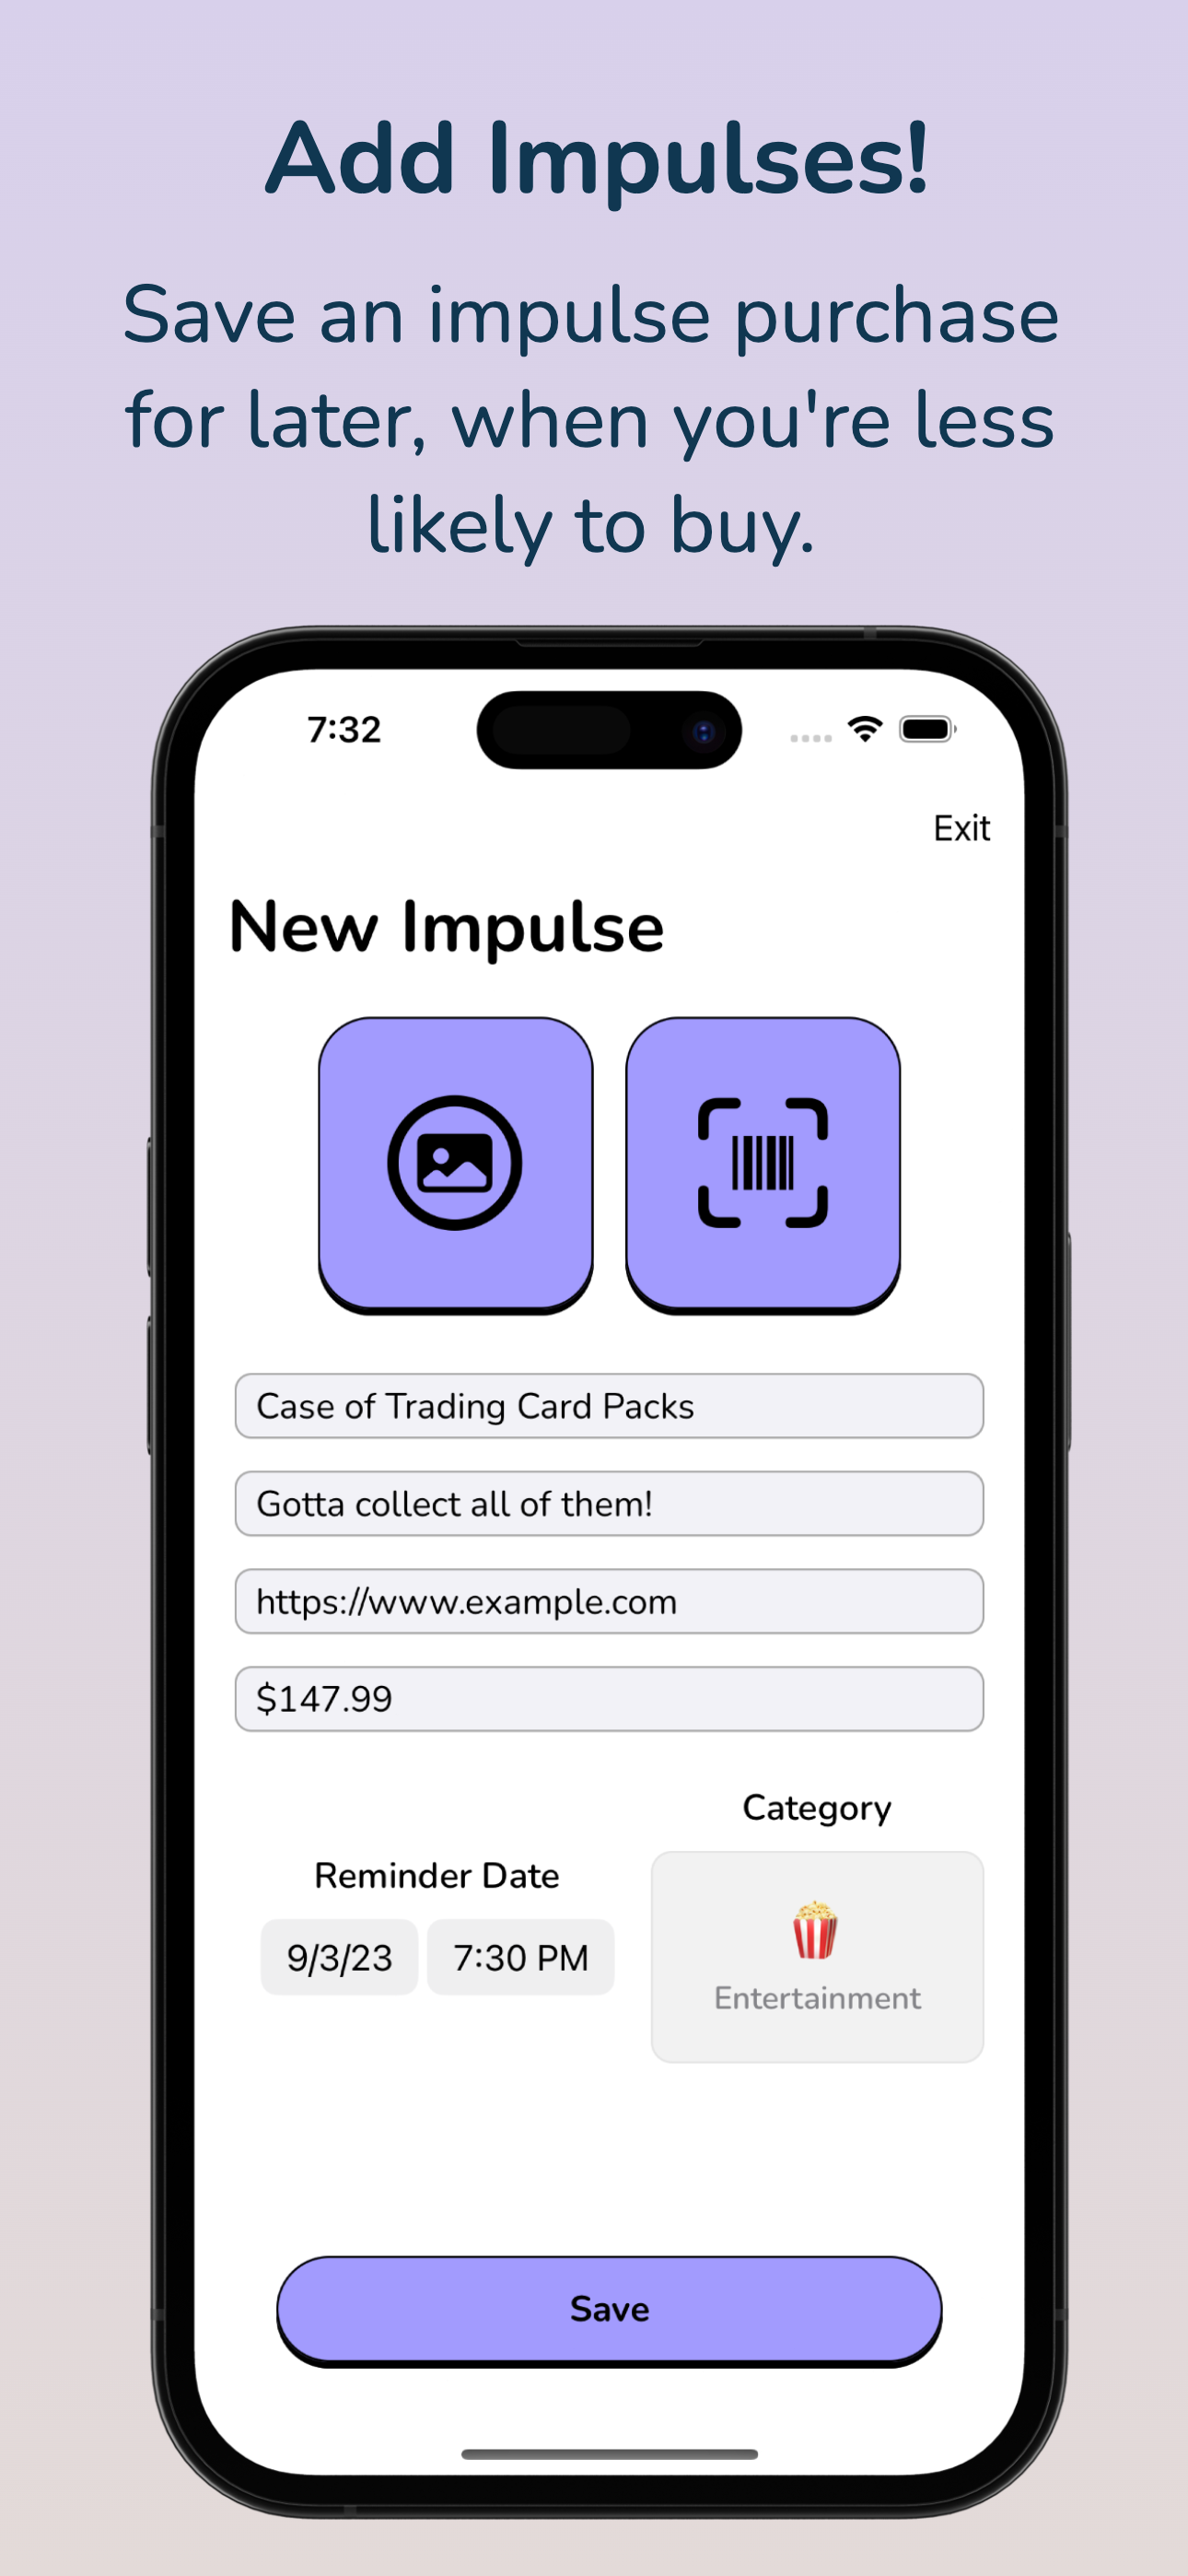 Add Impulses!
Save an impulse purchase
for later, when you're less
likely to buy.
7:32
Exit
New Impulse
Case of Trading Card Packs
Gotta collect all of them!
https://www.example.com
$147.99
Category
Reminder Date
9/3/23 7:30 PM
Entertainment
Save